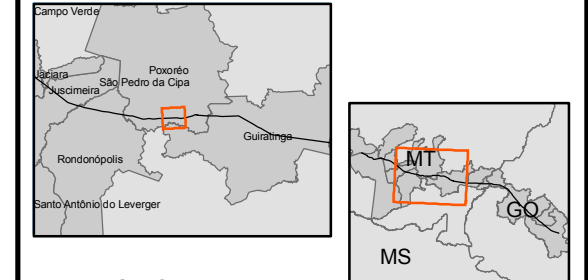 Campo Verde
Jaciara
Poxoréo
São Pedro da Cipa
Juscimeira
Guiratinga
Rondonópolis
Santo Antônio do Leverger
MT
GO
MS